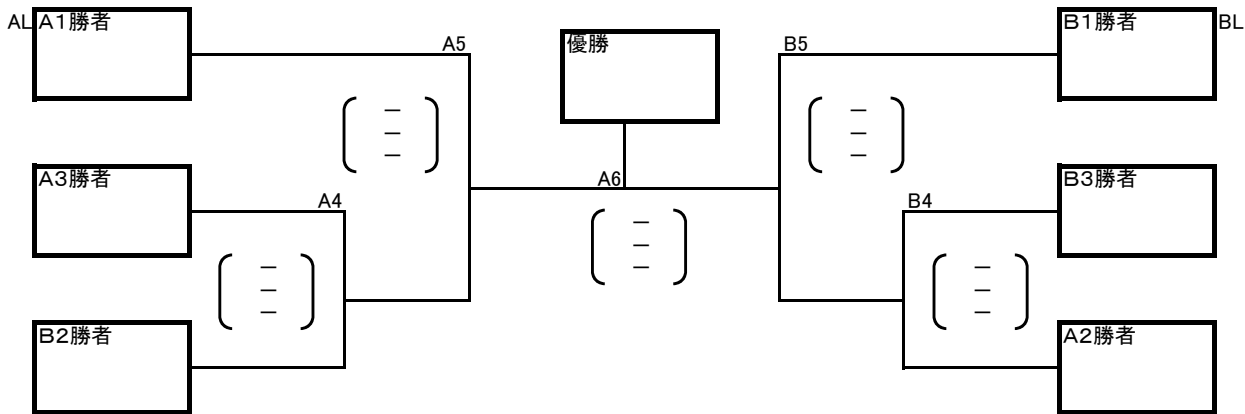 AL A1勝者
A5
優勝
B5
B1勝者 BL
( − − − )
( − − − )
A3勝者
A4
A6
B4
B3勝者
( − − − )
( − − − )
( − − − )
B2勝者
A2勝者